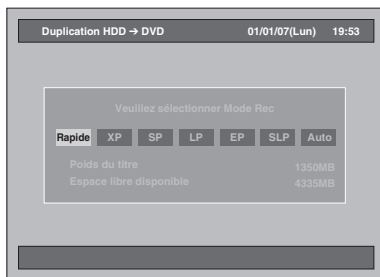 Duplication HDD → DVD 01/01/07(Lun) 19:53
Veuillez sélectionner Mode Rec
Rapide XP SP LP EP SLP Auto
Poids du titre 1350MB
Espace libre disponible 4335MB